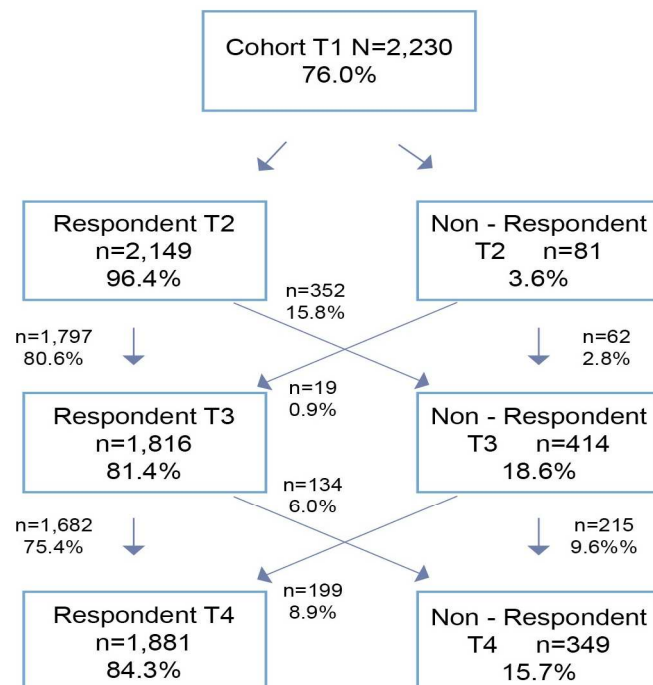 Cohort T1 N=2,230
76.0%
Respondent T2
n=2,149
96.4%
Non - Respondent
T2 n=81
3.6%
n=352
15.8%
n=1,797
80.6%
n=62
2.8%
n=19
0.9%
Respondent T3
n=1,816
81.4%
Non - Respondent
T3 n=414
18.6%
n=134
6.0%
n=1,682
75.4%
n=215
9.6%%
n=199
8.9%
Respondent T4
n=1,881
84.3%
Non - Respondent
T4 n=349
15.7%